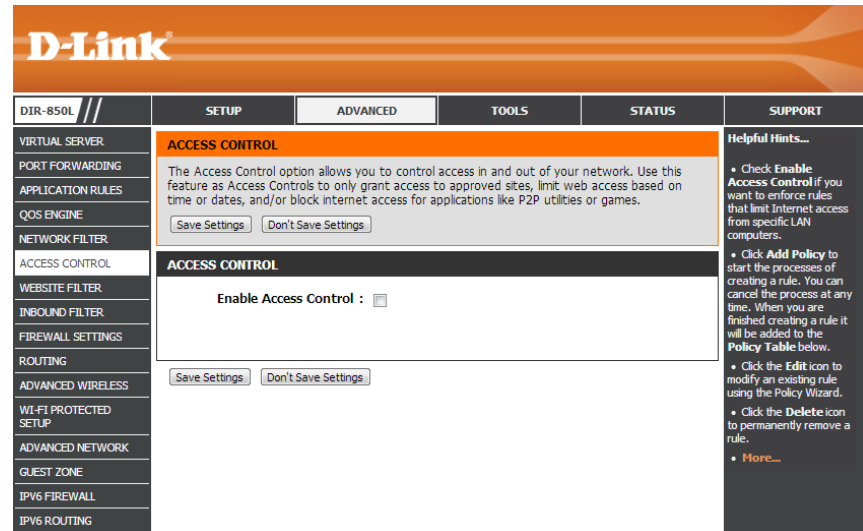 D-Link
DIR-850L
SETUP
ADVANCED
TOOLS
STATUS
SUPPORT
VIRTUAL SERVER
PORT FORWARDING
APPLICATION RULES
QOS ENGINE
NETWORK FILTER
ACCESS CONTROL
WEBSITE FILTER
INBOUND FILTER
FIREWALL SETTINGS
ROUTING
ADVANCED WIRELESS
WI-FI PROTECTED
SETUP
ADVANCED NETWORK
GUEST ZONE
IPV6 FIREWALL
IPV6 ROUTING
ACCESS CONTROL
The Access Control option allows you to control access in and out of your network. Use this
feature as Access Controls to only grant access to approved sites, limit web access based on
time or dates, and/or block internet access for applications like P2P utilities or games.
Save Settings
Don't Save Settings
ACCESS CONTROL
Enable Access Control :
Save Settings
Don't Save Settings
Helpful Hints...
• Check Enable
Access Control if you
want to enforce rules
that limit Internet access
from specific LAN
computers.
• Click Add Policy to
start the processes of
creating a rule. You can
cancel the process at any
time. When you are
finished creating a rule it
will be added to the
Policy Table below.
• Click the Edit icon to
modify an existing rule
using the Policy Wizard.
• Click the Delete icon
to permanently remove a
rule.
• More...